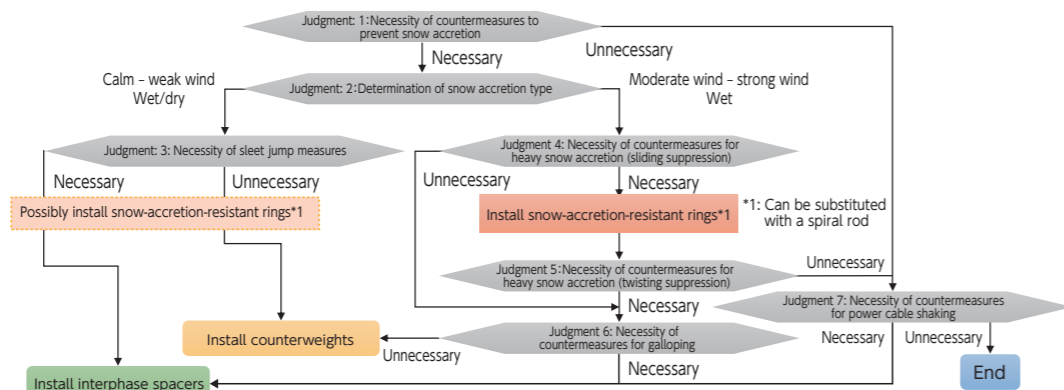 Judgment: 1:Necessity of countermeasures to
prevent snow accretion
Necessary
Unnecessary
Calm – weak wind
Wet/dry
Judgment: 2:Determination of snow accretion type
Moderate wind – strong wind
Wet
Judgment: 3: Necessity of sleet jump measures
Judgment 4: Necessity of countermeasures for
heavy snow accretion (sliding suppression)
Necessary
Unnecessary
Unnecessary
Necessary
Possibly install snow-accretion-resistant rings*1
Install snow-accretion-resistant rings*1
*1: Can be substituted
with a spiral rod
Judgment 5:Necessity of countermeasures for
heavy snow accretion (twisting suppression)
Unnecessary
Necessary
Judgment 7: Necessity of countermeasures
for power cable shaking
Install counterweights
Unnecessary
Judgment 6: Necessity of
countermeasures for galloping
Necessary
Unnecessary
Necessary
End
Install interphase spacers